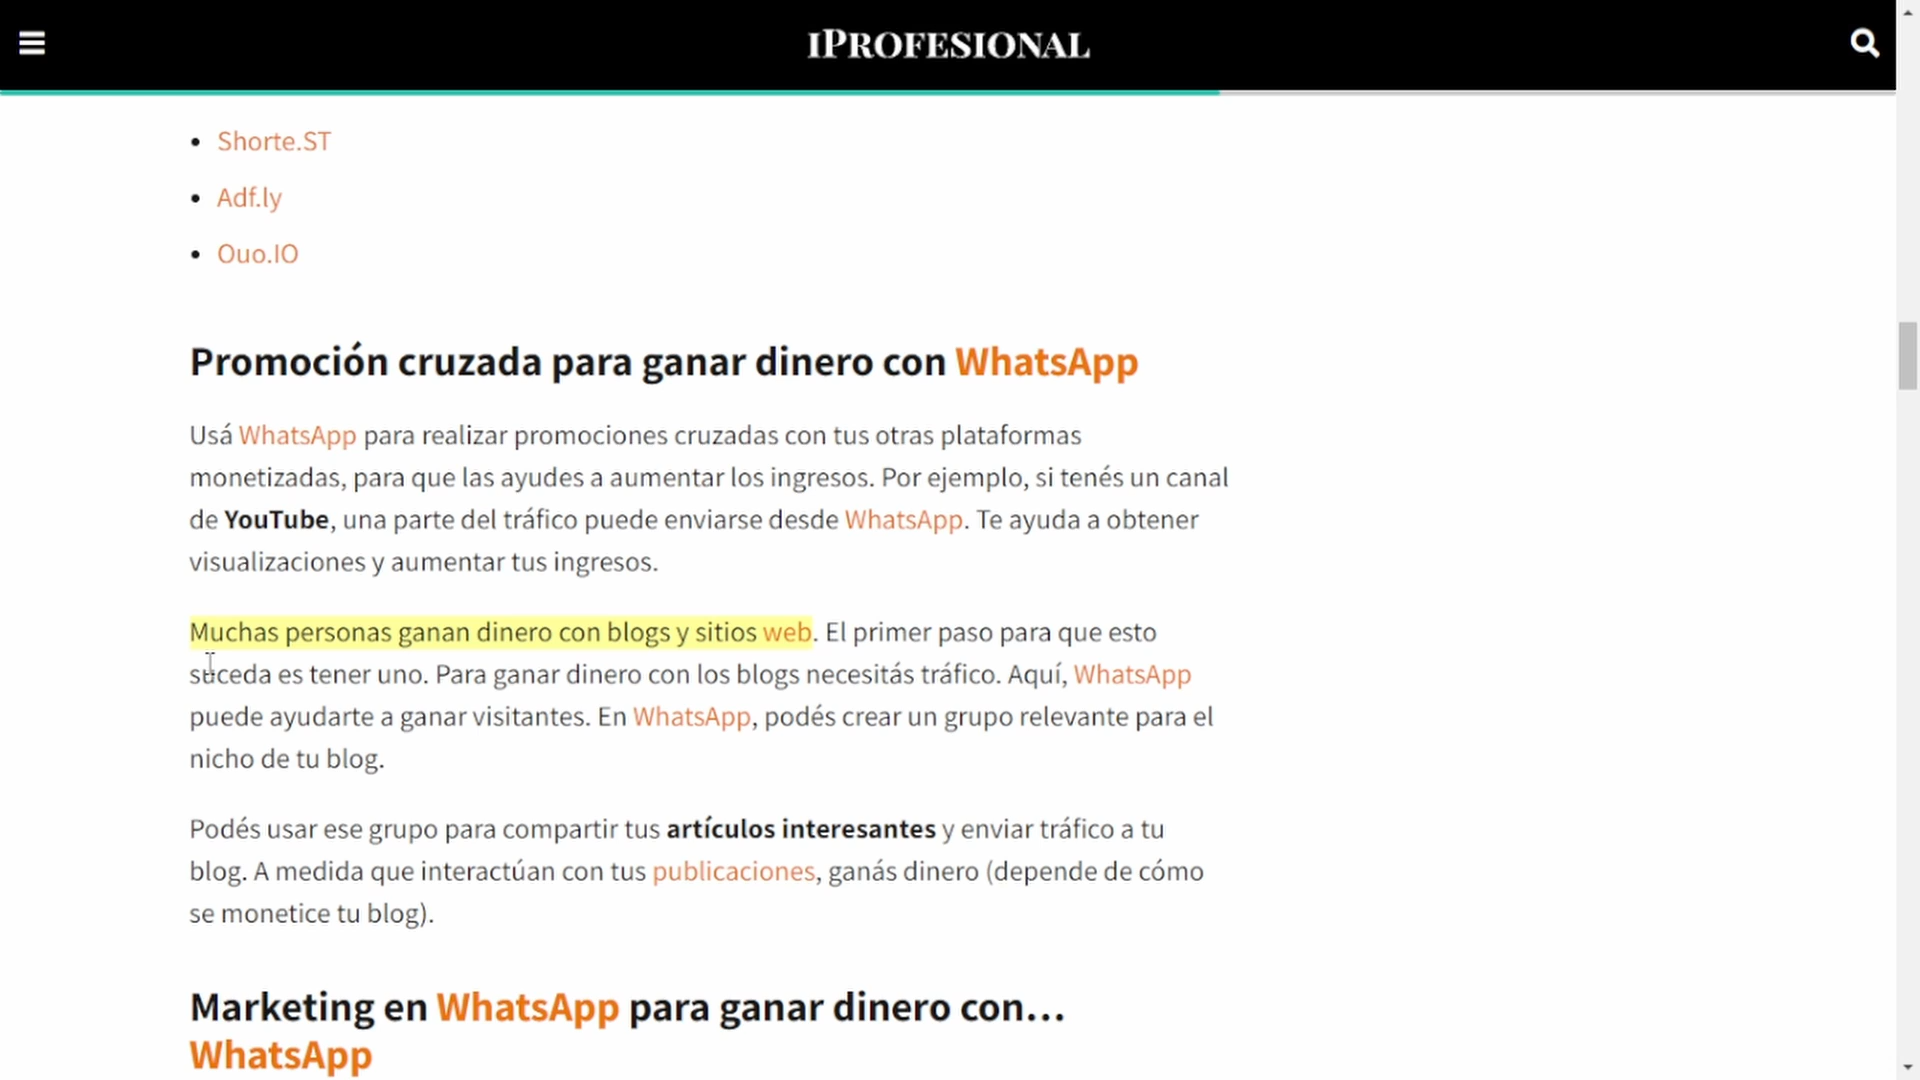 iPROFESIONAL
Shorte.ST
Adf.ly
Ouo.IO
Promoción cruzada para ganar dinero con WhatsApp
Usá WhatsApp para realizar promociones cruzadas con tus otras plataformas
monetizadas, para que las ayudes a aumentar los ingresos. Por ejemplo, si tenés un canal
de YouTube, una parte del tráfico puede enviarse desde WhatsApp. Te ayuda a obtener
visualizaciones y aumentar tus ingresos.
Muchas personas ganan dinero con blogs y sitios web. El primer paso para que esto
suceda es tener uno. Para ganar dinero con los blogs necesitás tráfico. Aquí, WhatsApp
puede ayudarte a ganar visitantes. En WhatsApp, podés crear un grupo relevante para el
nicho de tu blog.
Podés usar ese grupo para compartir tus artículos interesantes y enviar tráfico a tu
blog. A medida que interactúan con tus publicaciones, ganás dinero (depende de cómo
se monetice tu blog).
Marketing en WhatsApp para ganar dinero con...
WhatsApp